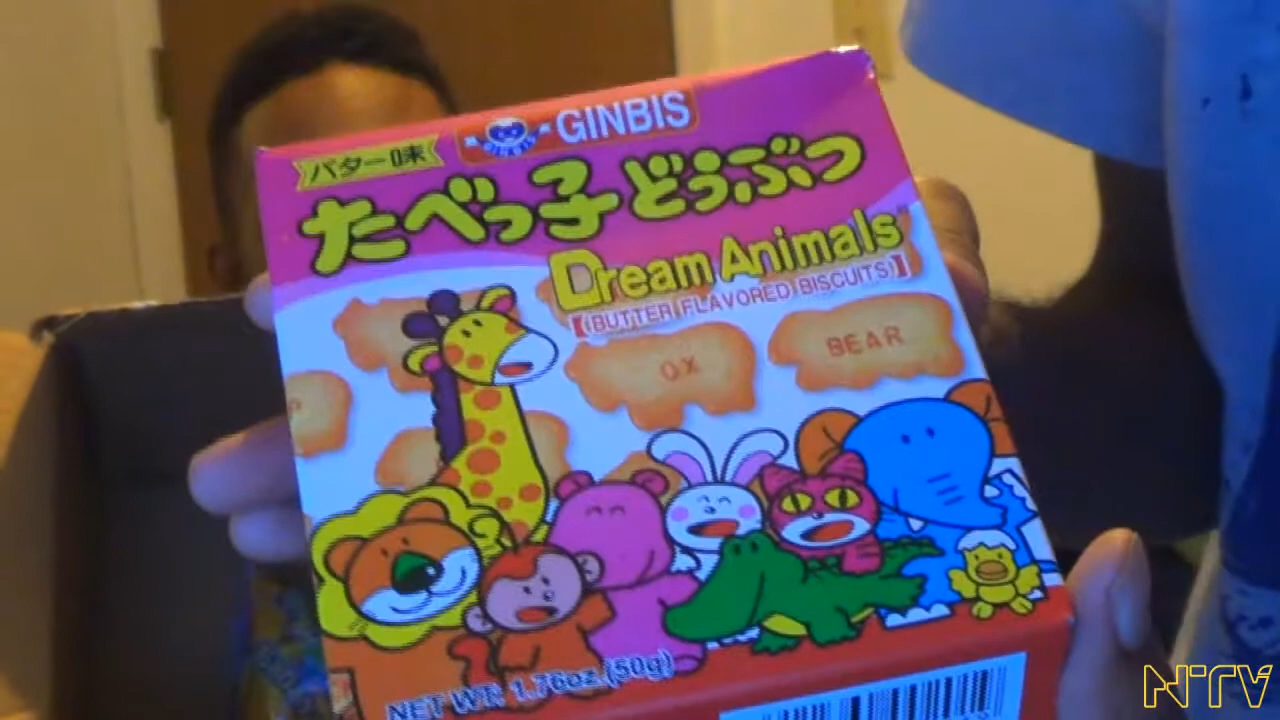 GINBIS
バター味
たべっ子どうぶつ
Dream Animals
(BUTTER FLAVORED BISCUITS)
OX
BEAR
NET WT. 1.76oz (50g)
NTV